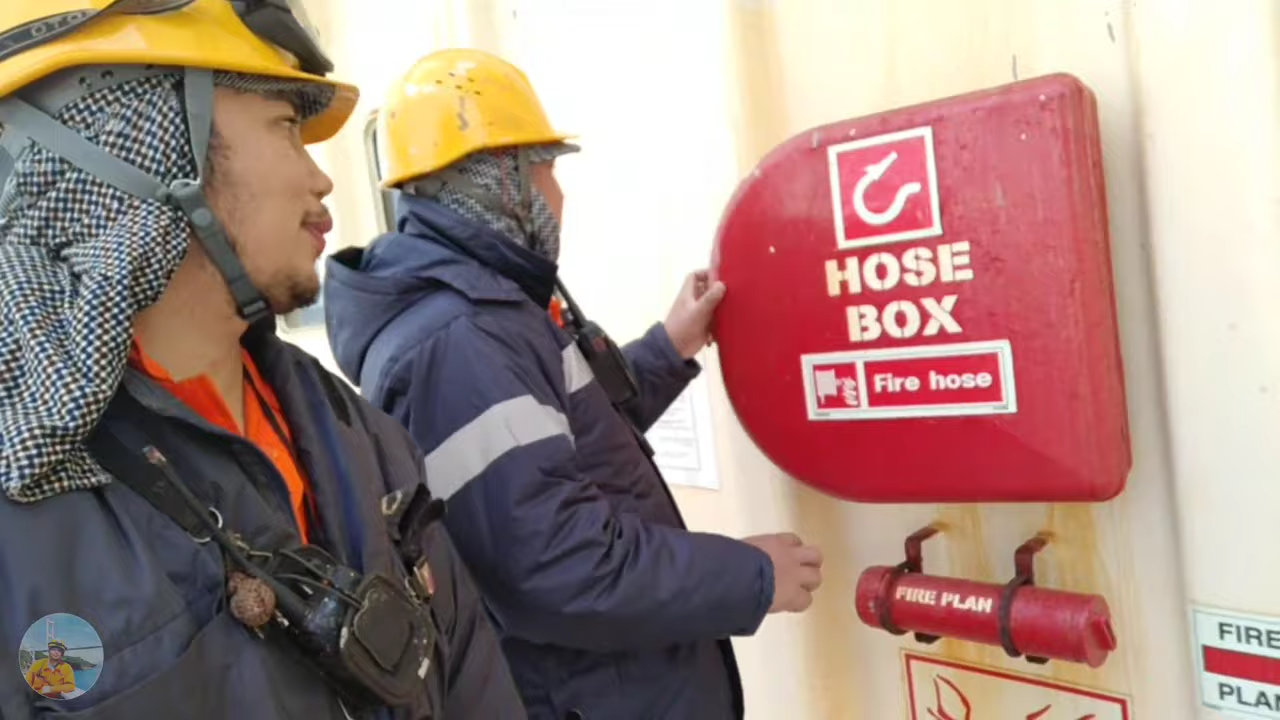 HOSE
BOX
Fire hose
FIRE PLAN
FIRE
PLAN